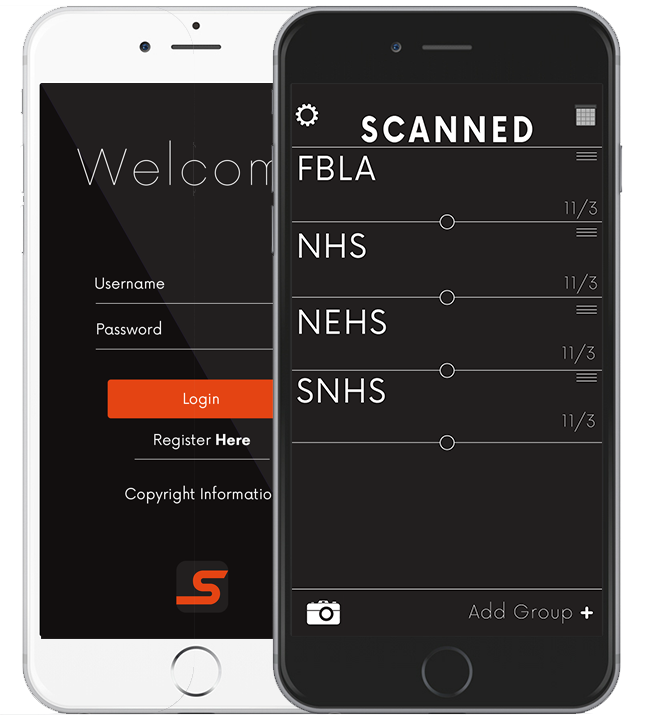 Welcom
Username
Password
Login
Register Here
Copyright Informatio
S
SCANNED
FBLA
11/3
NHS
11/3
NEHS
11/3
SNHS
11/3
Add Group +